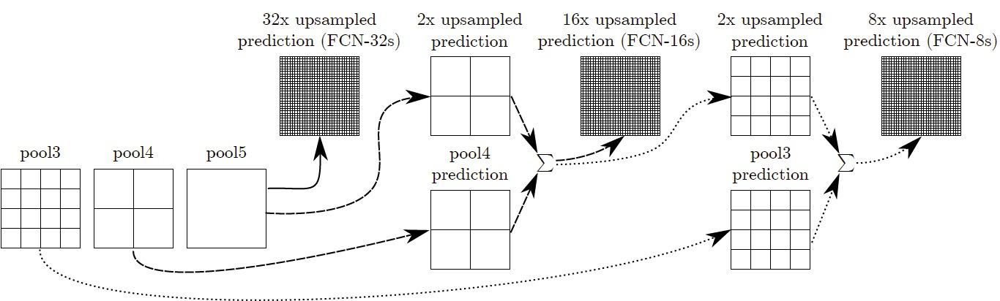 32x upsampled
prediction (FCN-32s)
2x upsampled
prediction
16x upsampled
prediction (FCN-16s)
2x upsampled
prediction
8x upsampled
prediction (FCN-8s)
pool3
pool4
pool5
pool4
prediction
∑
pool3
prediction
∑